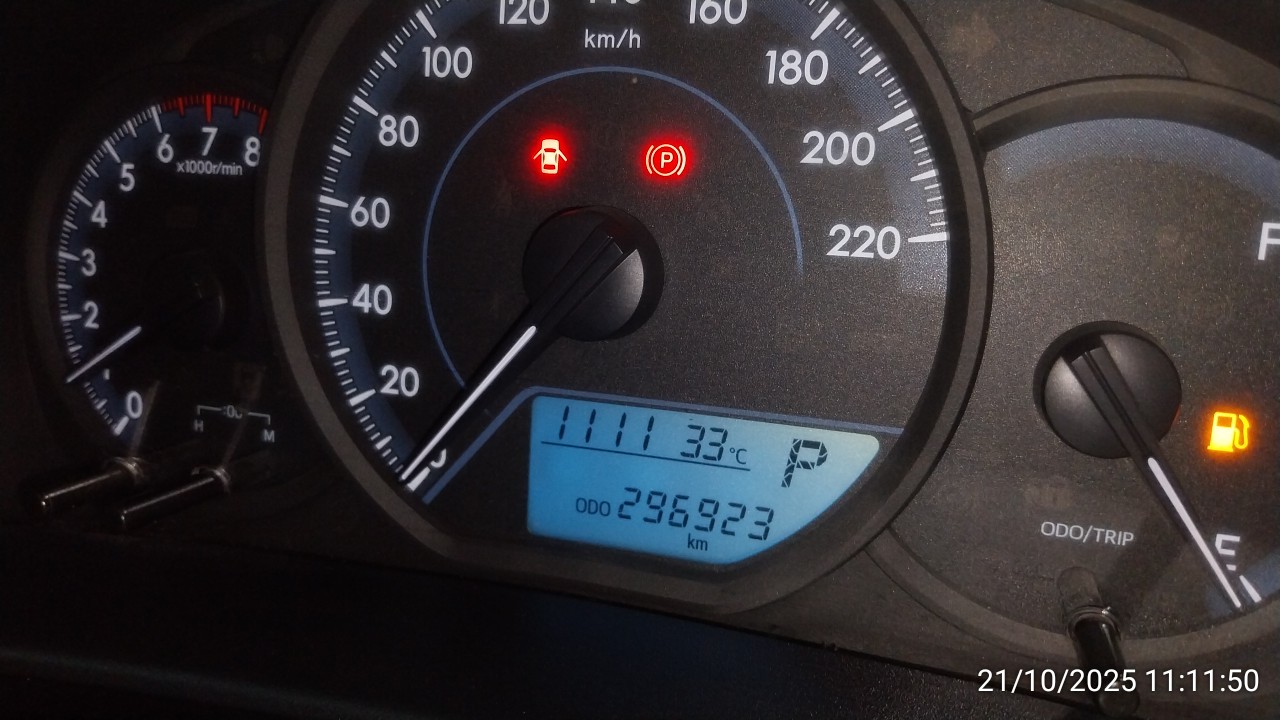 120 160
km/h
100 180
80 200
60 220
40
20
6 7 8
x1000r/min
5
4
3
2
0
H :00 M
P
1111 33°C P
ODO 296923
km
F
ODO/TRIP
E
21/10/2025 11:11:50